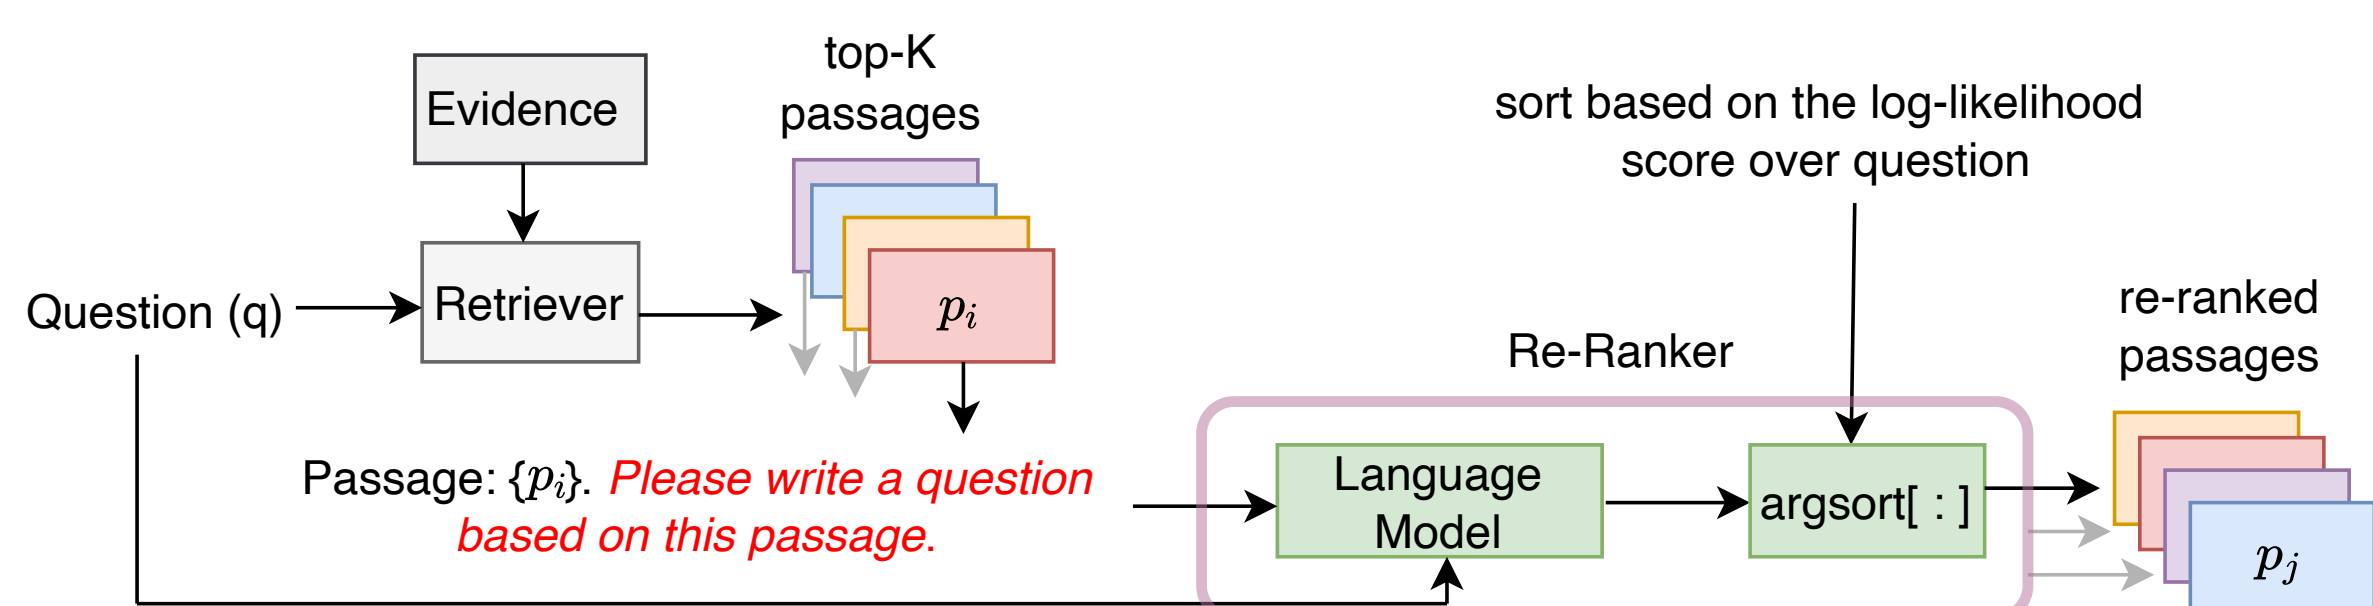 top-K
passages
Evidence
sort based on the log-likelihood
score over question
Question (q)
Retriever
p_i
re-ranked
passages
Re-Ranker
Passage: {p_i}. Please write a question
based on this passage.
Language
Model
argsort[ : ]
p_j